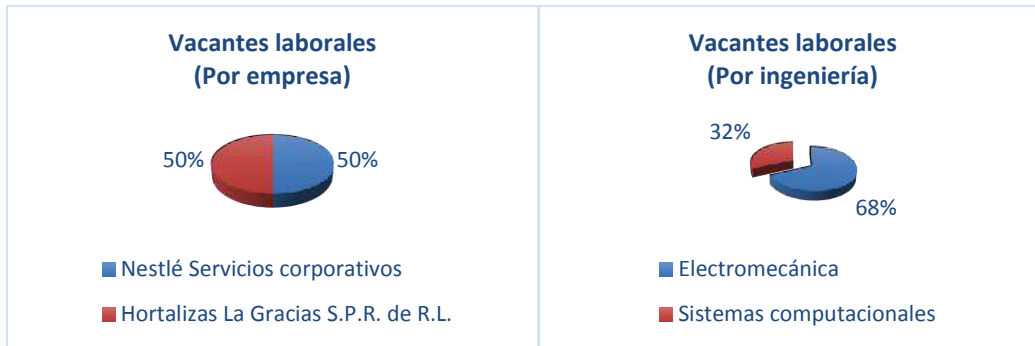 Vacantes laborales
(Por empresa)
50%
50%
Nestlé Servicios corporativos
Hortalizas La Gracias S.P.R. de R.L.
Vacantes laborales
(Por ingeniería)
32%
68%
Electromecánica
Sistemas computacionales